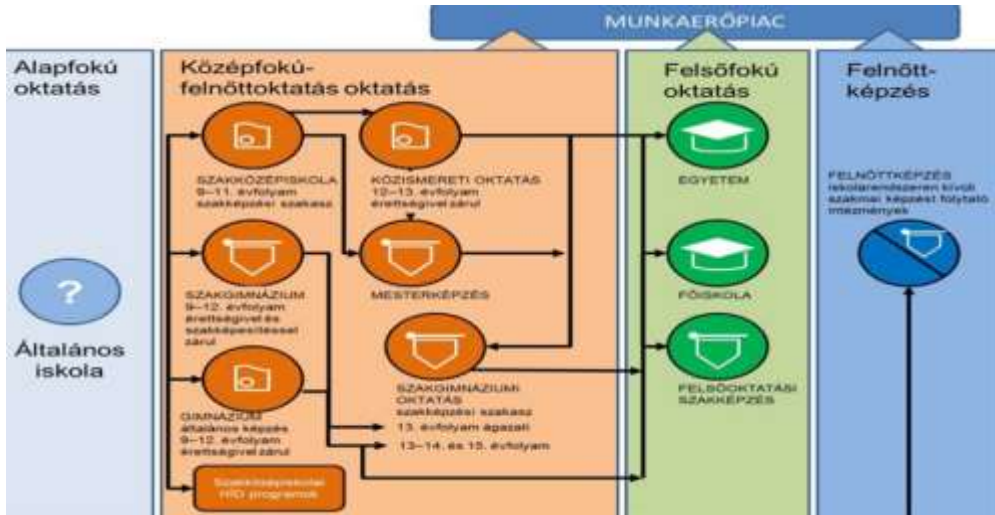 MUNKAERŐPIAC
Alapfokú
oktatás
?
Általános
iskola
Középfokú-
felnőttoktatás oktatás
SZAKKÖZÉPISKOLA
9–11. évfolyam
szakképzési szakasz
KÖZISMERETI OKTATÁS
12–13. évfolyam
érettségivel zárul
SZAKGIMNÁZIUM
9–12. évfolyam
érettségivel és
szakképesítéssel
zárul
MESTERKÉPZÉS
GIMNÁZIUM
általános képzés
9–12. évfolyam
érettségivel zárul
SZAKGIMNÁZIUMI
OKTATÁS
szakképzési szakasz
13. évfolyam ágazati
13–14. és 15. évfolyam
Szakközépiskolai
HÍD programok
Felsőfokú
oktatás
EGYETEM
FŐISKOLA
FELSŐOKTATÁSI
SZAKKÉPZÉS
Felnőtt-
képzés
FELNŐTTKÉPZÉS
iskolarendszeren kívüli
szakmai képzést folytató
intézmények